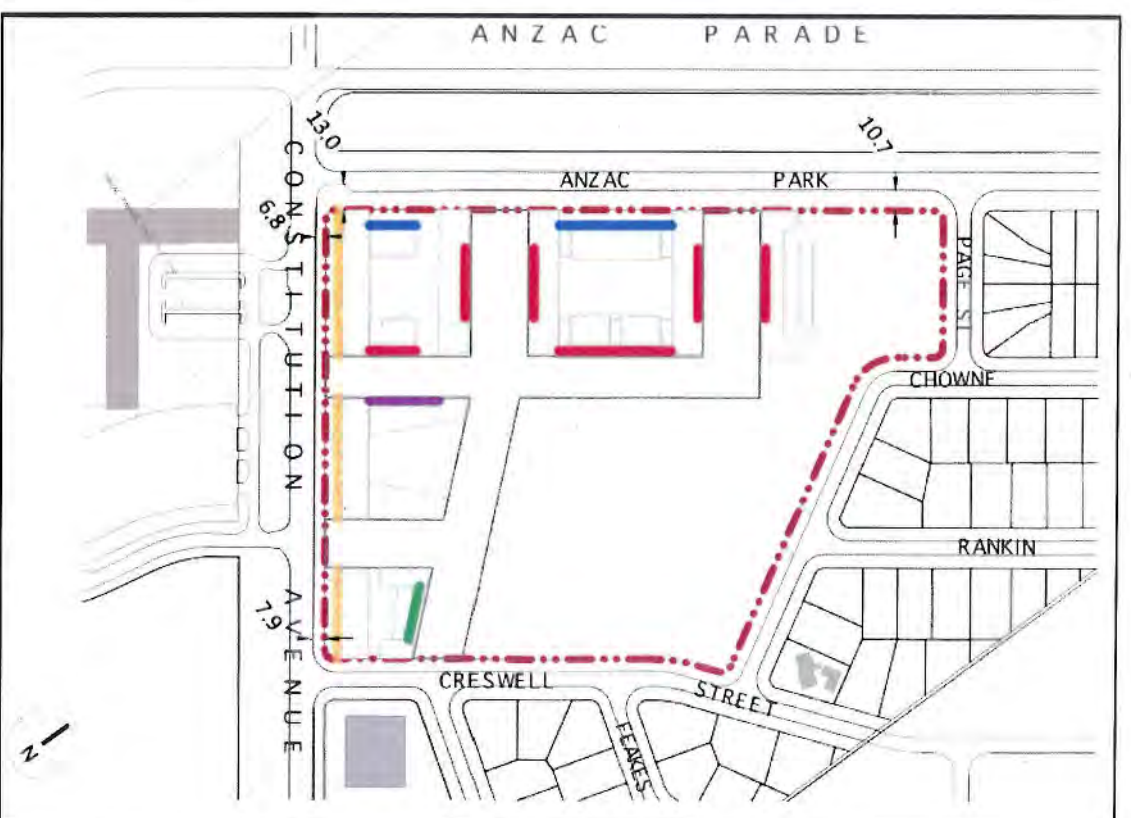 ANZAC PARADE
13.0
10.7
CONSTITUTION
ANZAC PARK
6.8
PAGE ST
CHOWNE
RANKIN
7.9
AVENUE
CRESWELL
STREET
FEAKES
N